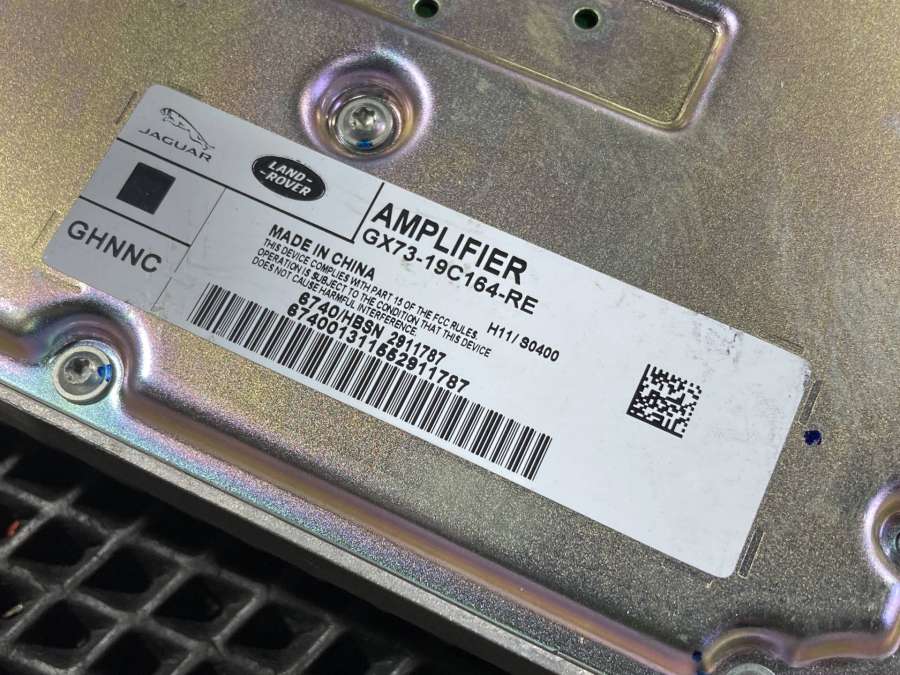 JAGUAR
LAND-
-ROVER
GHNNC
AMPLIFIER
GX73-19C164-RE
MADE IN CHINA
THIS DEVICE COMPLIES WITH PART 15 OF THE FCC RULES.
OPERATION IS SUBJECT TO THE CONDITION THAT THIS DEVICE
DOES NOT CAUSE HARMFUL INTERFERENCE.
H11/ S0400
6740/HBSN 2911787
67400131165​2911787